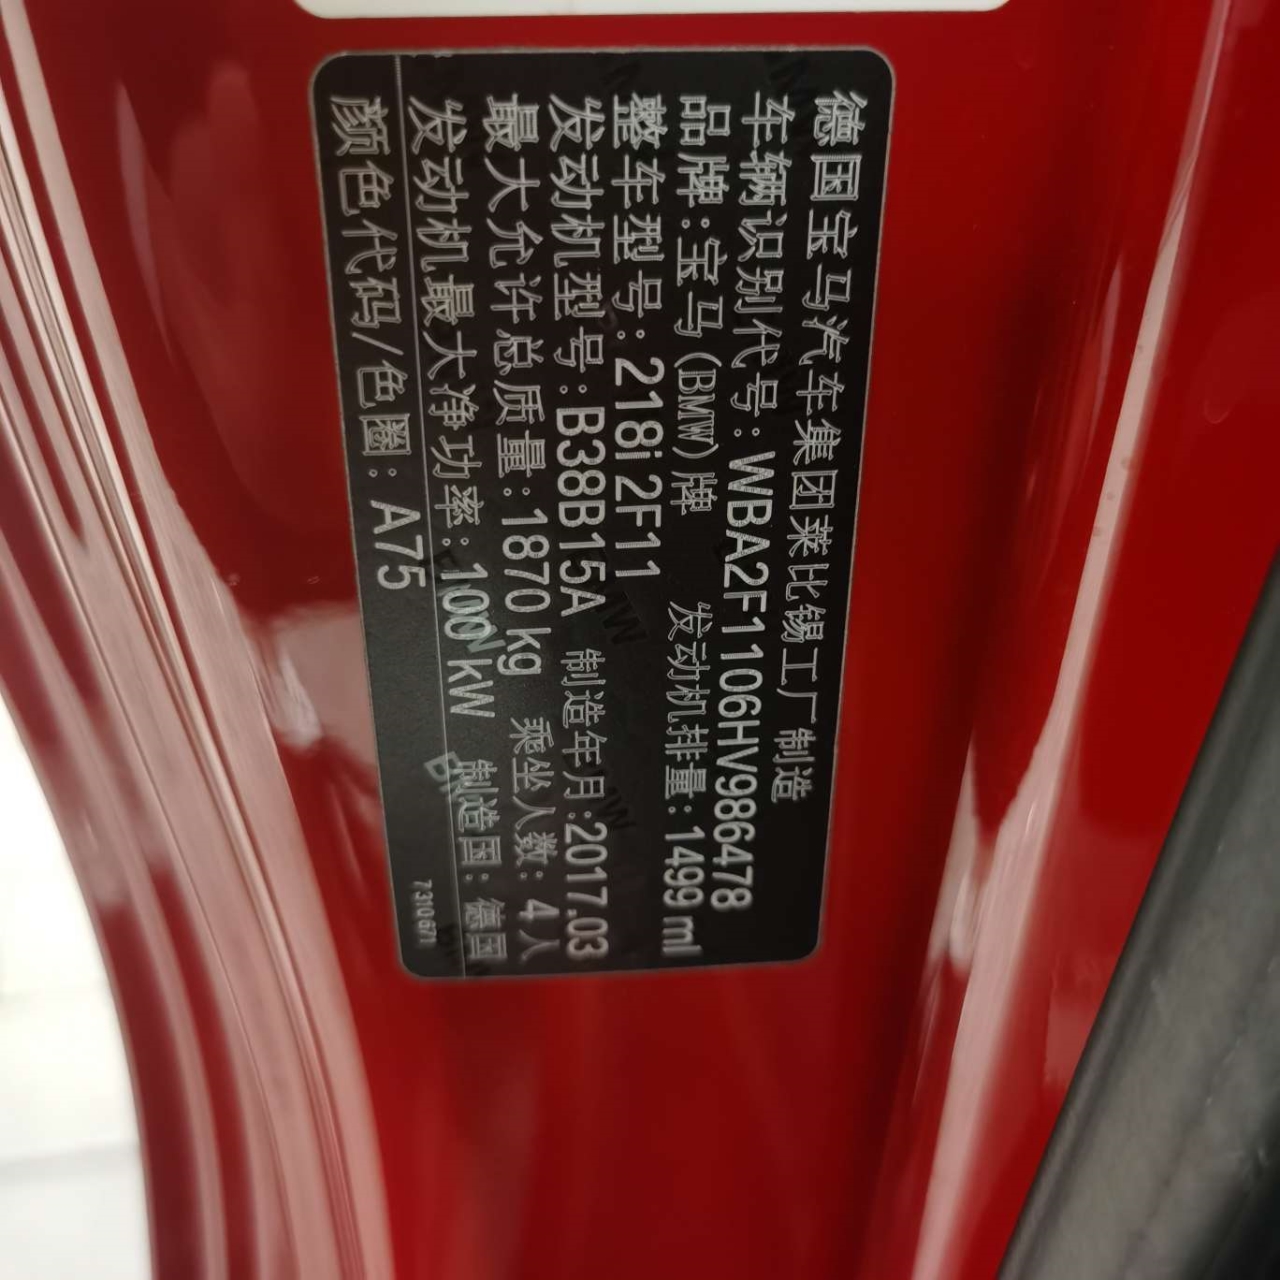 德国宝马汽车集团莱比锡工厂 制造
车辆识别代号：WBA2F1106HV986478
品牌：宝马(BMW)牌 发动机排量：1499 ml
整车型号：218i 2F11
发动机型号：B38B15A 制造年月：2017.03
最大允许总质量：1870 kg 乘坐人数：4人
发动机最大净功率：100 kW 制造国：德国
颜色代码/色圈：A75
7310671